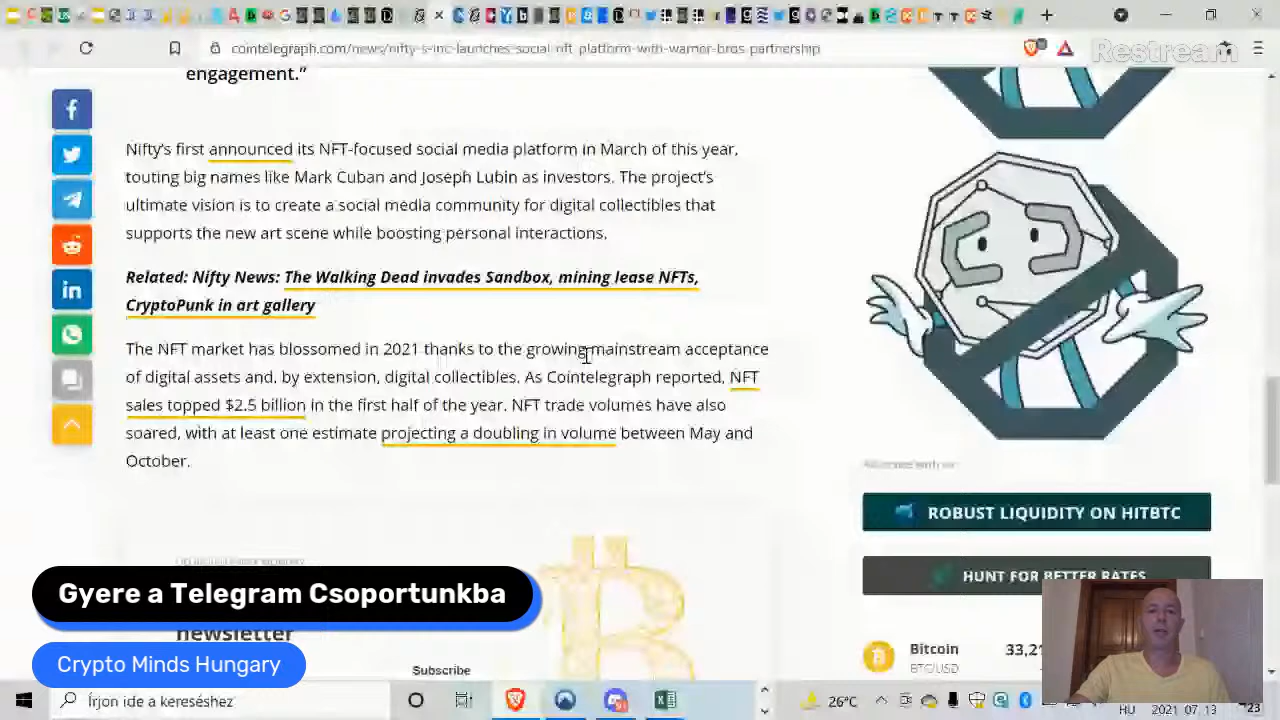 cointelegraph.com/news/nifty-s-inc-launches-social-nft-platform-with-warner-bros-partnership
Restream
engagement.”
Nifty’s first announced its NFT-focused social media platform in March of this year,
touting big names like Mark Cuban and Joseph Lubin as investors. The project’s
ultimate vision is to create a social media community for digital collectibles that
supports the new art scene while boosting personal interactions.
Related: Nifty News: The Walking Dead invades Sandbox, mining lease NFTs,
CryptoPunk in art gallery
The NFT market has blossomed in 2021 thanks to the growing mainstream acceptance
of digital assets and, by extension, digital collectibles. As Cointelegraph reported, NFT
sales topped $2.5 billion in the first half of the year. NFT trade volumes have also
soared, with at least one estimate projecting a doubling in volume between May and
October.
ROBUST LIQUIDITY ON HITBTC
HUNT FOR BETTER RATES
Bitcoin 33,21
BTC/USD
Gyere a Telegram Csoportunkba
newsletter
Crypto Minds Hungary
Subscribe
Írjon ide a kereséshez
26°C
HU
2021. 07. 13.
23